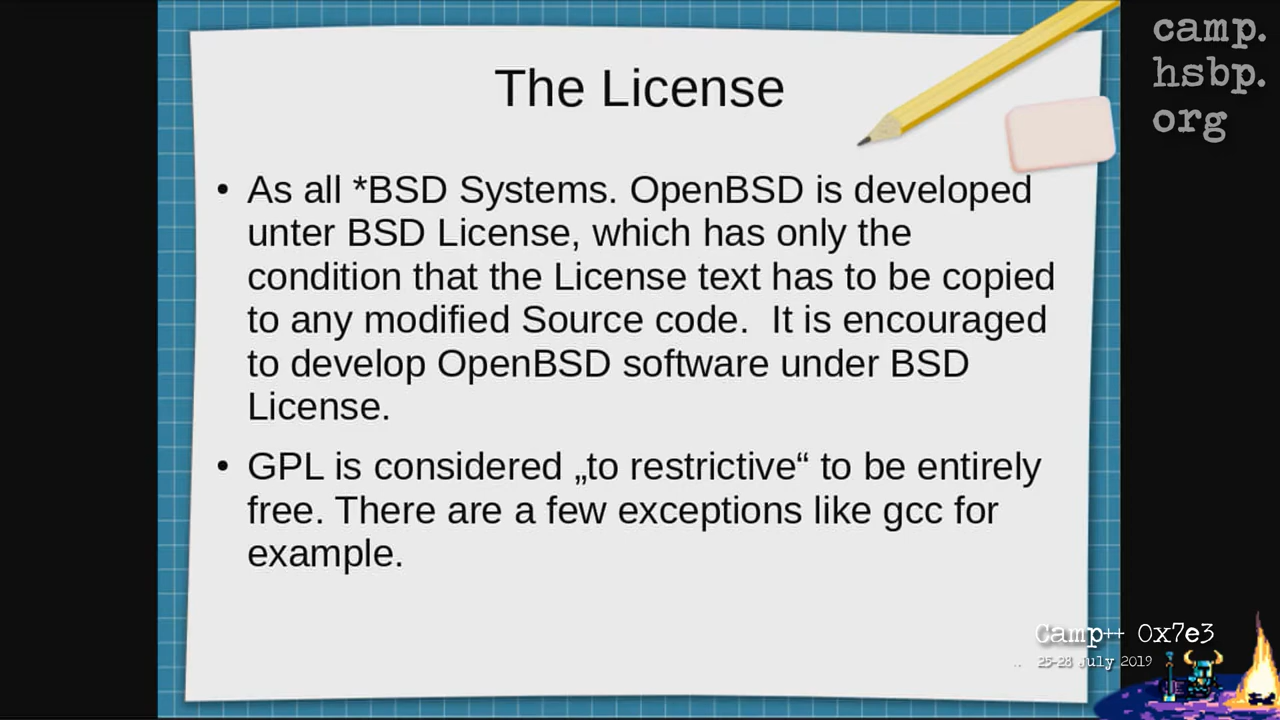 The License
camp.
hsbp.
org
• As all *BSD Systems. OpenBSD is developed
unter BSD License, which has only the
condition that the License text has to be copied
to any modified Source code.  It is encouraged
to develop OpenBSD software under BSD
License.
• GPL is considered „to restrictive“ to be entirely
free. There are a few exceptions like gcc for
example.
Camp++ 0x7e3
25-28 July 2019